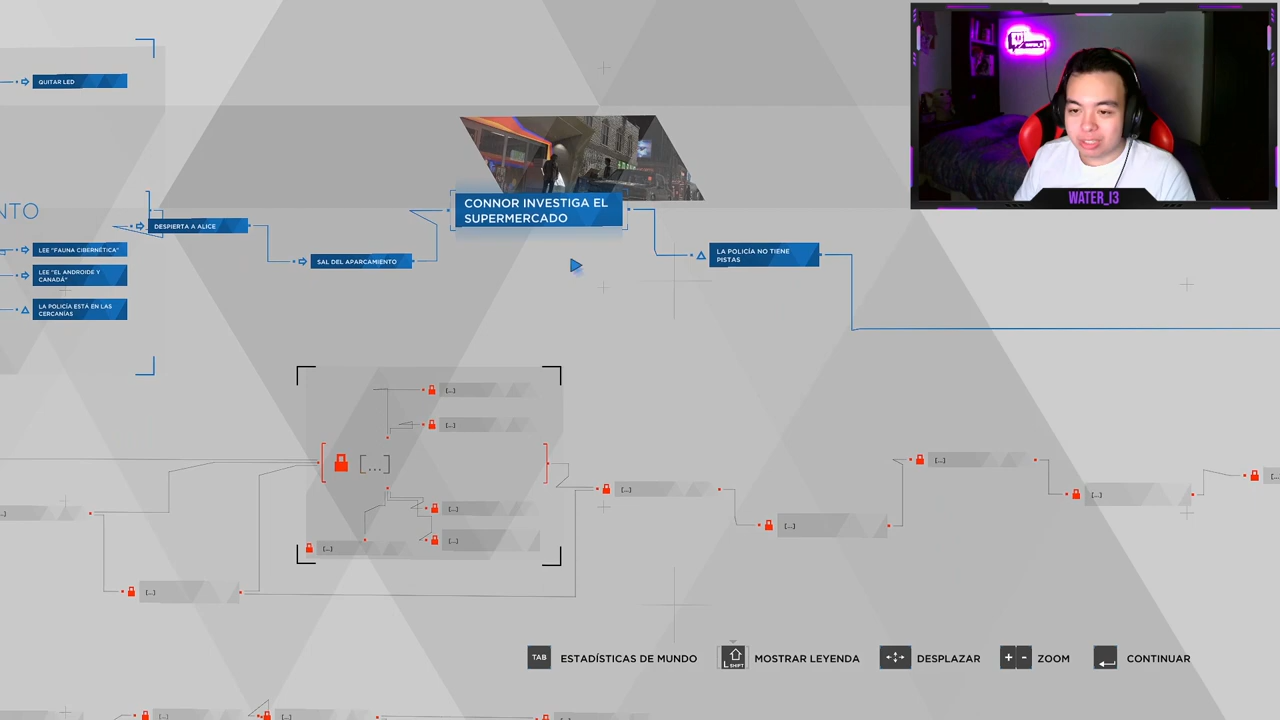 QUITAR LED
NTO
DESPIERTA A ALICE
LEE "FAUNA CIBERNÉTICA"
LEE "EL ANDROIDE Y
CANADÁ"
LA POLICÍA ESTÁ EN LAS
CERCANÍAS
SAL DEL APARCAMIENTO
CONNOR INVESTIGA EL
SUPERMERCADO
LA POLICÍA NO TIENE
PISTAS
WATER_I3
[...]
[...]
[...]
[...]
[...]
[...]
[...]
[...]
[...]
[...]
[...]
[...]
[...]
TAB ESTADÍSTICAS DE MUNDO
L SHIFT MOSTRAR LEYENDA
DESPLAZAR
+ - ZOOM
CONTINUAR